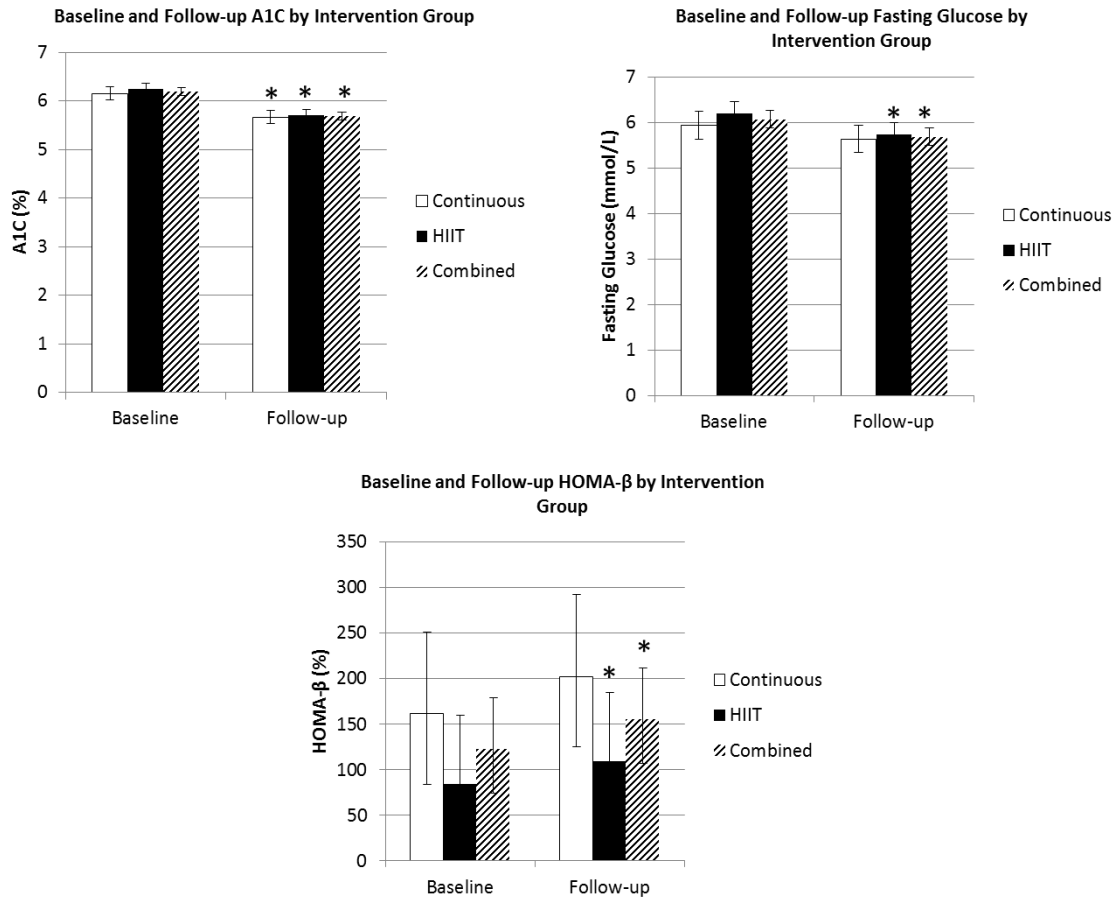 Baseline and Follow-up A1C by Intervention Group
7
6
5
4
3
2
1
0
A1C (%)
* * *
Baseline Follow-up
Continuous
HIIT
Combined
Baseline and Follow-up Fasting Glucose by
Intervention Group
7
6
5
4
3
2
1
0
Fasting Glucose (mmol/L)
* *
Baseline Follow-up
Continuous
HIIT
Combined
Baseline and Follow-up HOMA-β by Intervention
Group
350
300
250
200
150
100
50
0
HOMA-β (%)
*
*
Baseline Follow-up
Continuous
HIIT
Combined